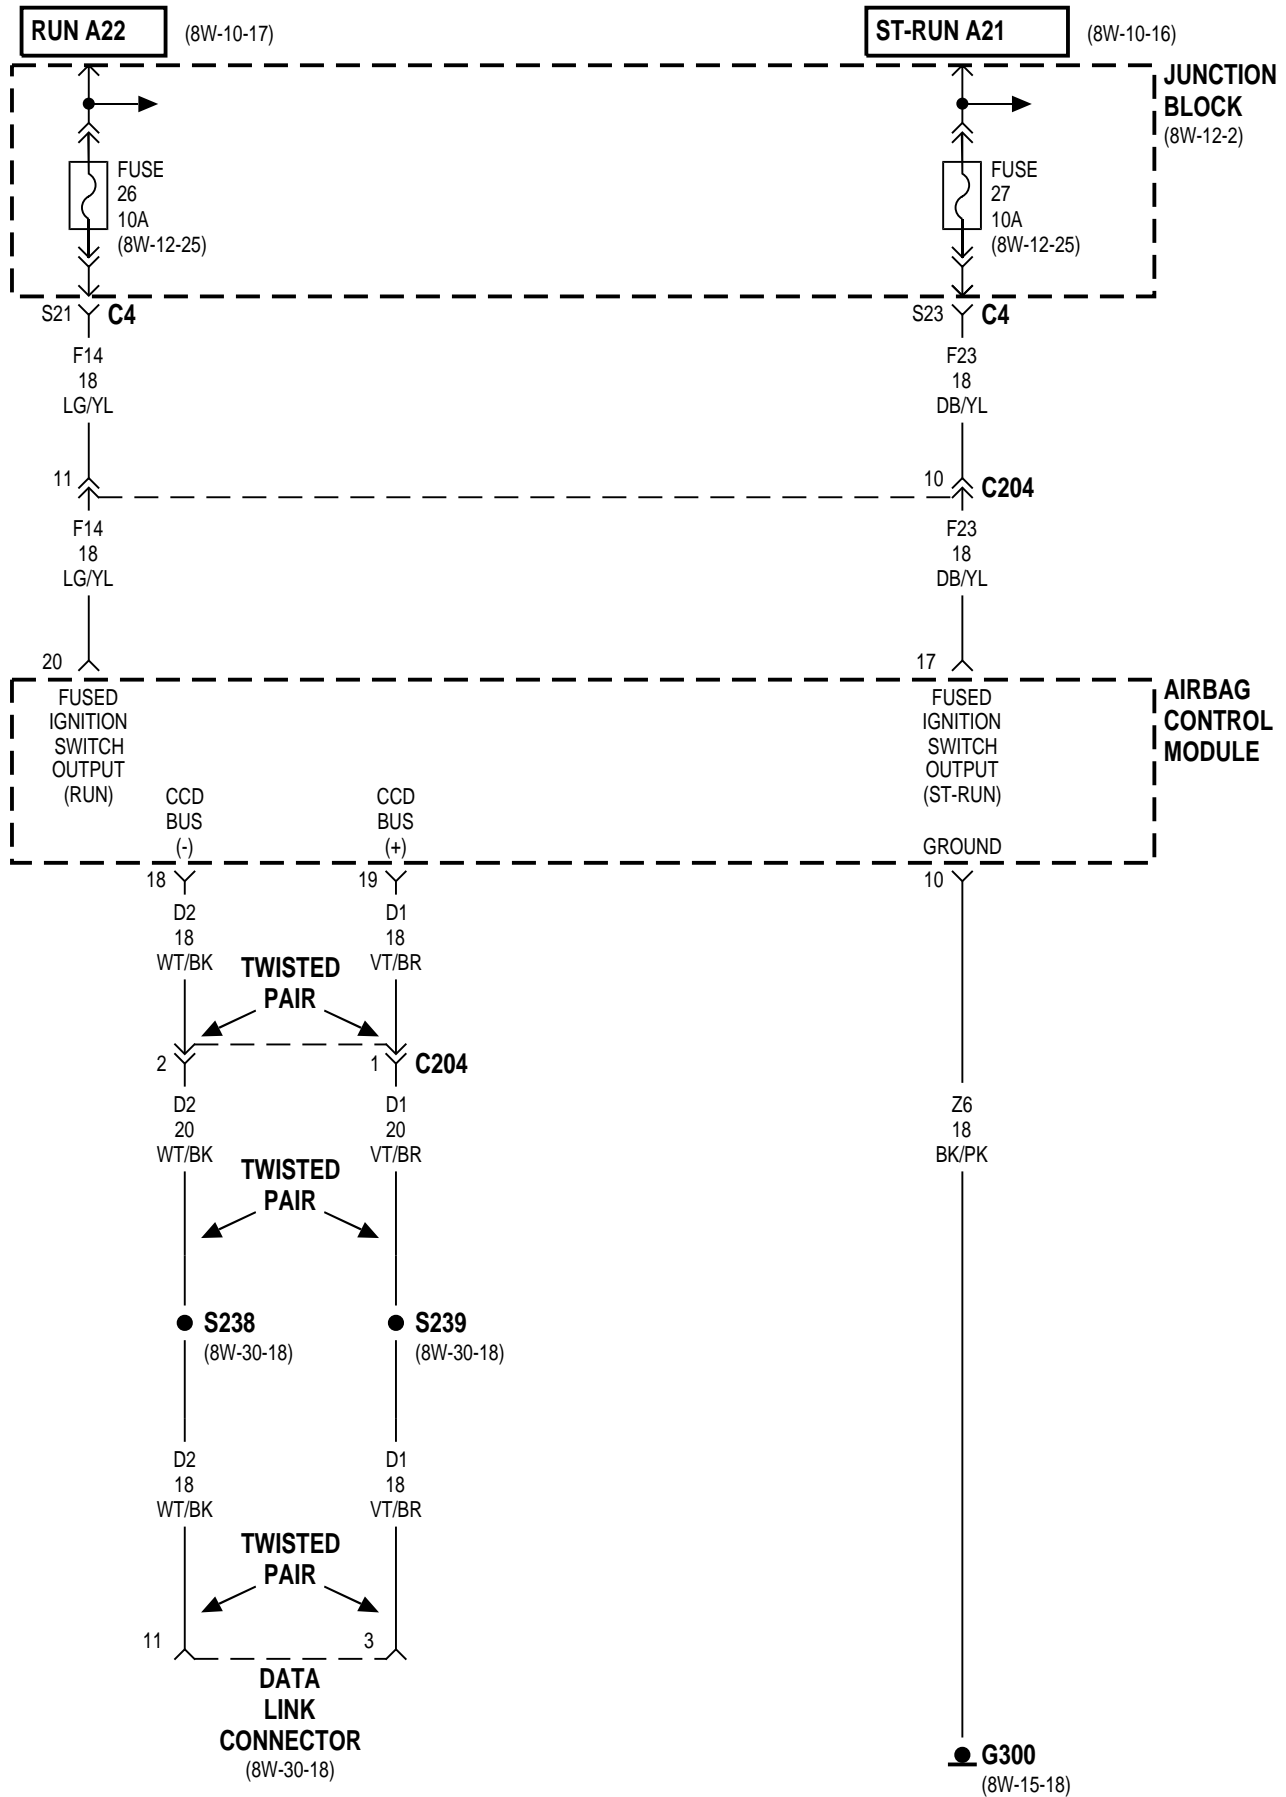 RUN A22
(8W-10-17)
ST-RUN A21
(8W-10-16)
JUNCTION
BLOCK
(8W-12-2)
FUSE
26
10A
(8W-12-25)
FUSE
27
10A
(8W-12-25)
S21
C4
S23
C4
F14
18
LG/YL
F23
18
DB/YL
11
10
C204
F14
18
LG/YL
F23
18
DB/YL
20
17
AIRBAG
CONTROL
MODULE
FUSED
IGNITION
SWITCH
OUTPUT
(RUN)
FUSED
IGNITION
SWITCH
OUTPUT
(ST-RUN)
CCD
BUS
(-)
CCD
BUS
(+)
GROUND
18
19
10
D2
18
WT/BK
D1
18
VT/BR
TWISTED
PAIR
2
1
C204
D2
20
WT/BK
D1
20
VT/BR
Z6
18
BK/PK
TWISTED
PAIR
S238
(8W-30-18)
S239
(8W-30-18)
D2
18
WT/BK
D1
18
VT/BR
TWISTED
PAIR
11
3
DATA
LINK
CONNECTOR
(8W-30-18)
G300
(8W-15-18)